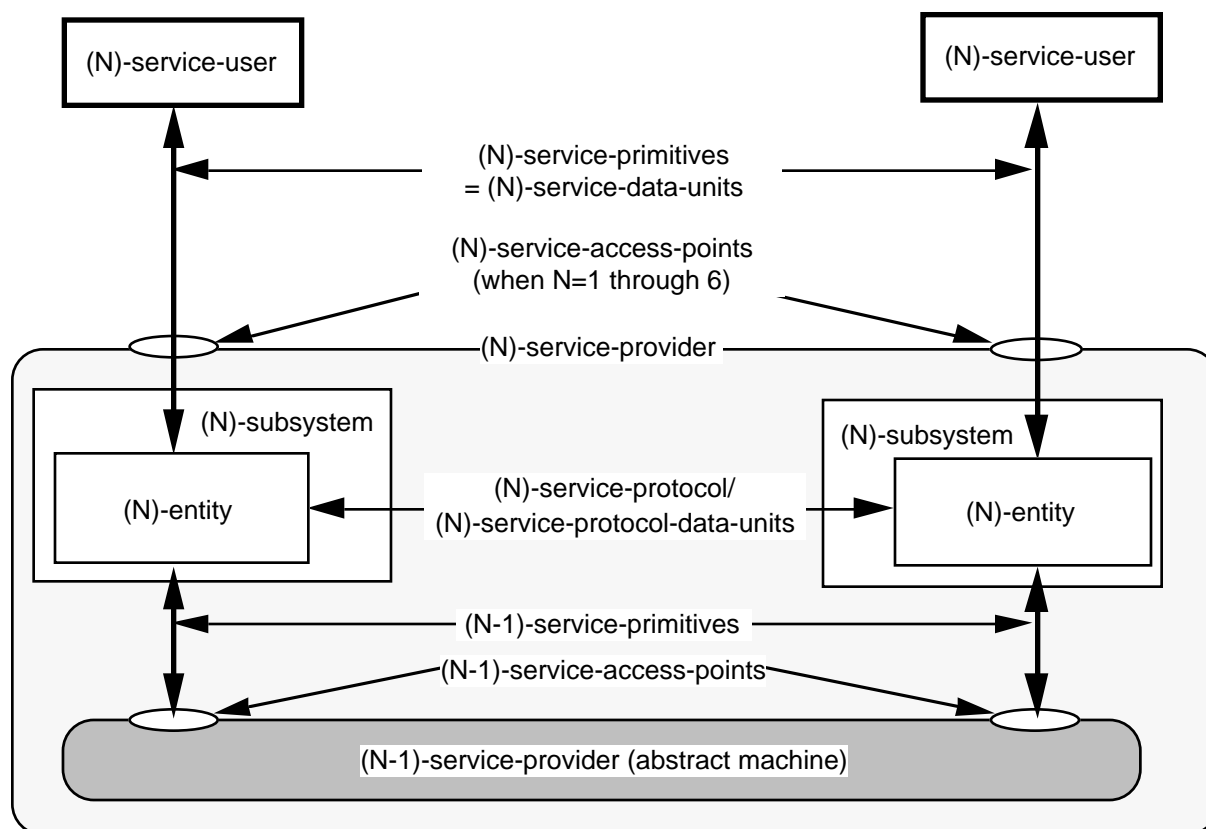 (N)-service-user
(N)-service-user
(N)-service-primitives
= (N)-service-data-units
(N)-service-access-points
(when N=1 through 6)
(N)-service-provider
(N)-subsystem
(N)-subsystem
(N)-entity
(N)-service-protocol/
(N)-service-protocol-data-units
(N)-entity
(N-1)-service-primitives
(N-1)-service-access-points
(N-1)-service-provider (abstract machine)